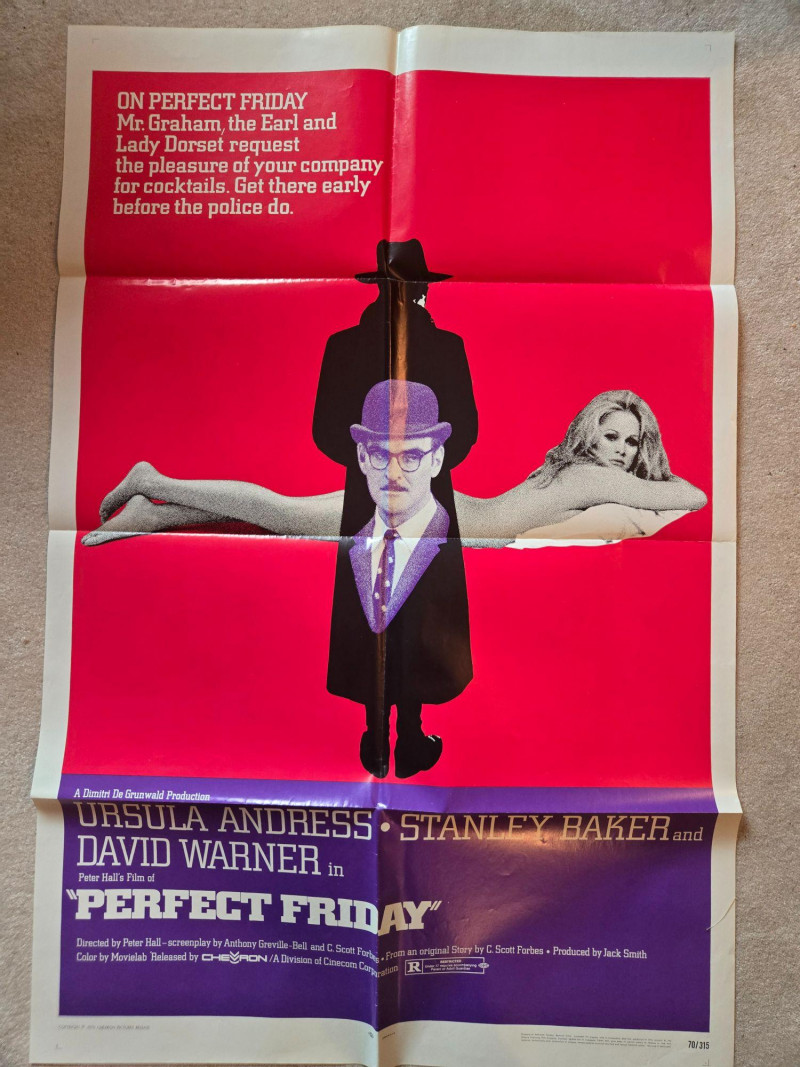 ON PERFECT FRIDAY
Mr. Graham, the Earl and
Lady Dorset request
the pleasure of your company
for cocktails. Get there early
before the police do.
A Dimitri De Grunwald Production
URSULA ANDRESS • STANLEY BAKER and
DAVID WARNER in
Peter Hall's Film of
"PERFECT FRIDAY"
Directed by Peter Hall – screenplay by Anthony Greville-Bell and C. Scott Forbes • From an original Story by C. Scott Forbes • Produced by Jack Smith
Color by Movielab Released by CHEVRON /A Division of Cinecom Corporation R RESTRICTED
70/315